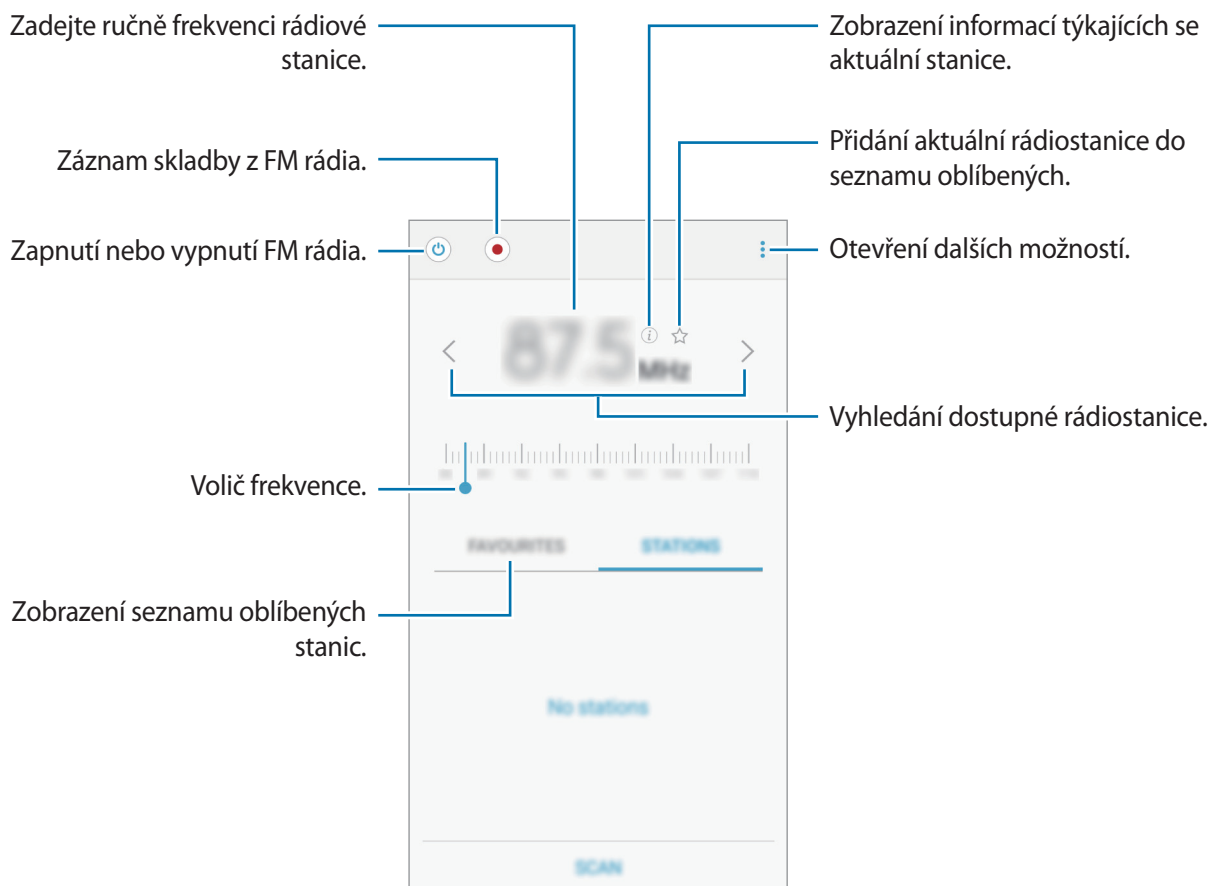 Zadejte ručně frekvenci rádiové
stanice.
Zobrazení informací týkajících se
aktuální stanice.
Záznam skladby z FM rádia.
Přidání aktuální rádiostanice do
seznamu oblíbených.
Zapnutí nebo vypnutí FM rádia.
Otevření dalších možností.
87.5
MHz
Vyhledání dostupné rádiostanice.
Volič frekvence.
FAVOURITES
STATIONS
Zobrazení seznamu oblíbených
stanic.
No stations
SCAN